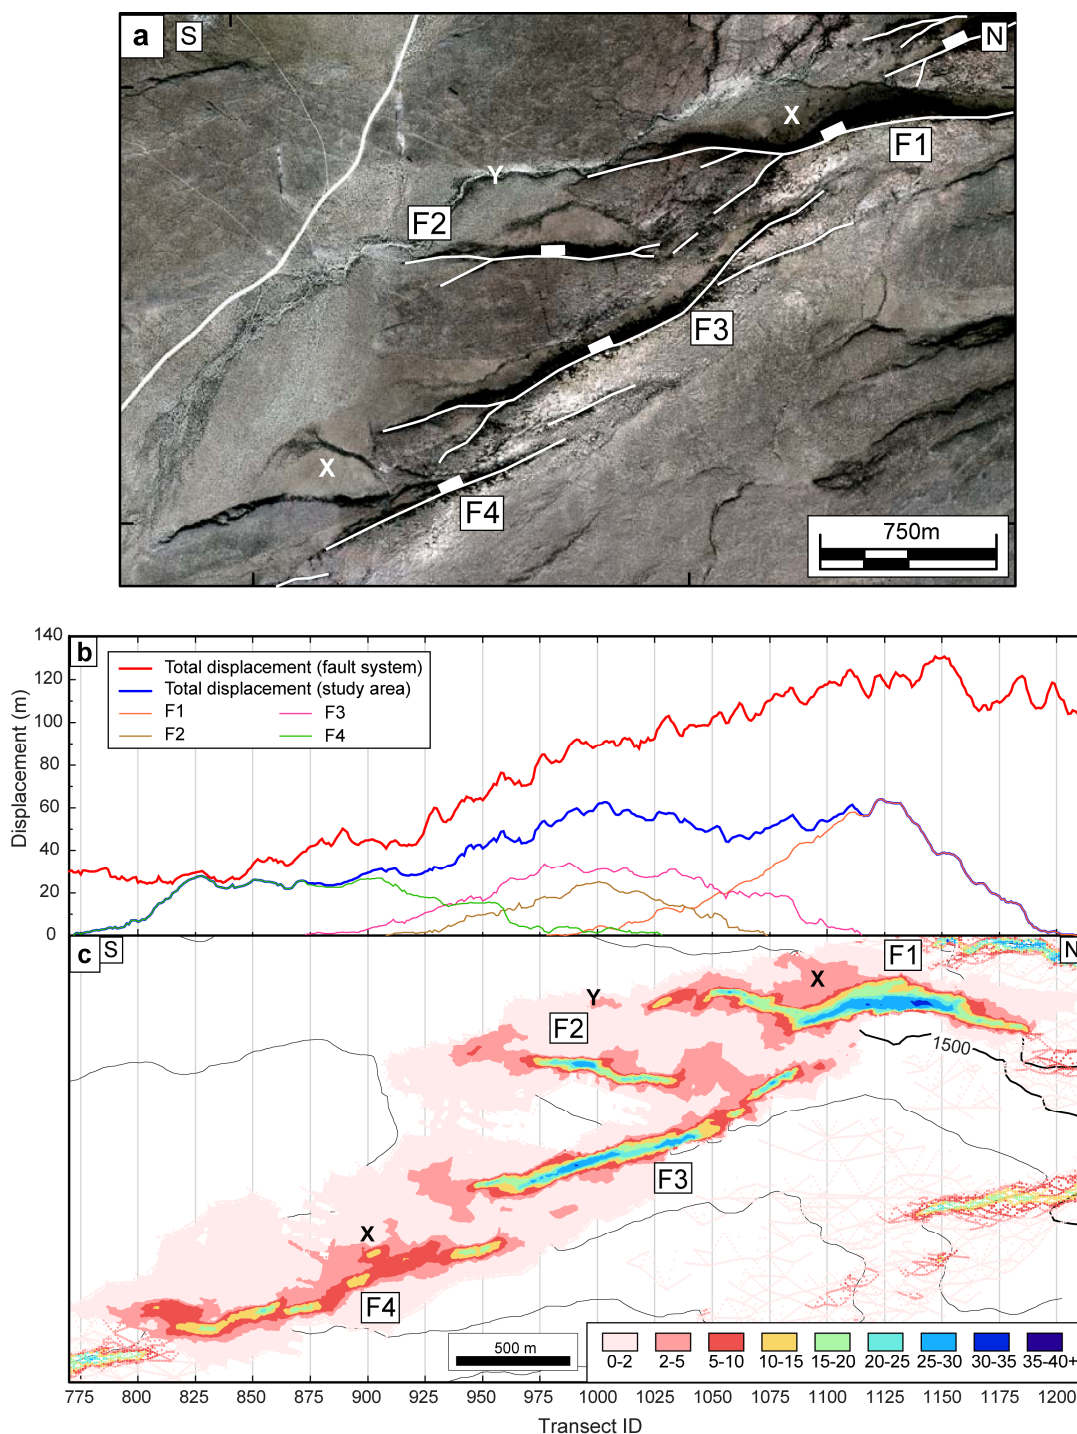 a
S
N
X
F1
Y
F2
F3
X
F4
750m
140
120
100
80
60
40
20
0
Displacement (m)
b
Total displacement (fault system)
Total displacement (study area)
F1
F3
F2
F4
c
S
N
F1
X
Y
F2
1500
F3
X
F4
500 m
0-2
2-5
5-10
10-15
15-20
20-25
25-30
30-35
35-40+
775
800
825
850
875
900
925
950
975
1000
1025
1050
1075
1100
1125
1150
1175
1200
Transect ID